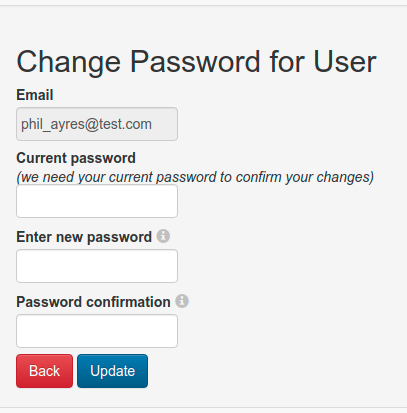 Change Password for User
Email
phil_ayres@test.com
Current password
(we need your current password to confirm your changes)
Enter new password
Password confirmation
Back Update